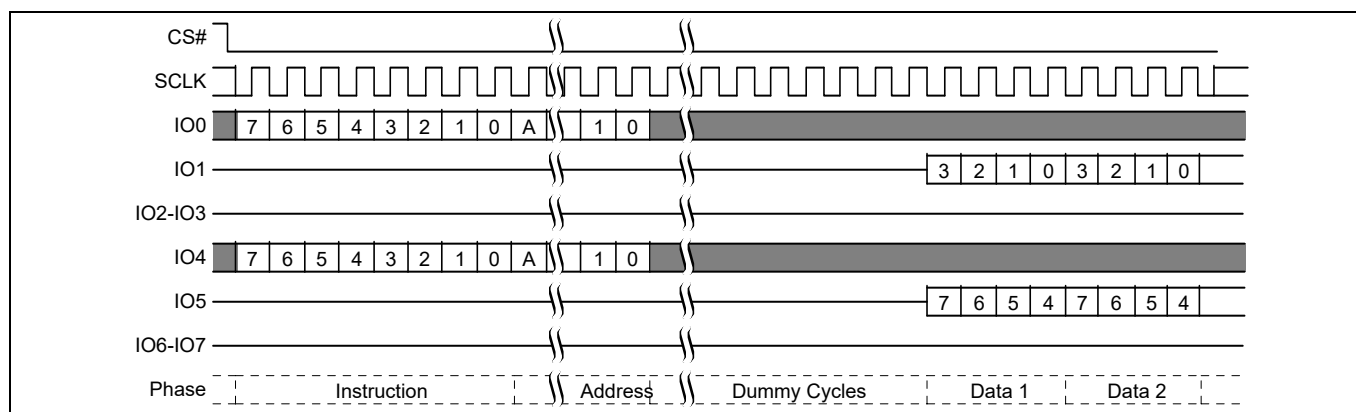 CS#
SCLK
IO0 7 6 5 4 3 2 1 0 A 1 0
IO1 3 2 1 0 3 2 1 0
IO2-IO3
IO4 7 6 5 4 3 2 1 0 A 1 0
IO5 7 6 5 4 7 6 5 4
IO6-IO7
Phase Instruction Address Dummy Cycles Data 1 Data 2